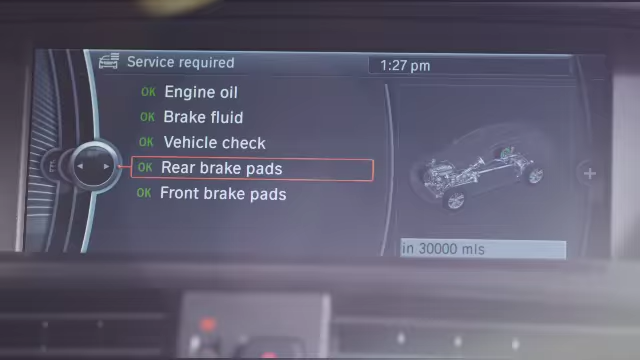 Service required
1:27 pm
OK Engine oil
OK Brake fluid
OK Vehicle check
OK Rear brake pads
OK Front brake pads
in 30000 mls